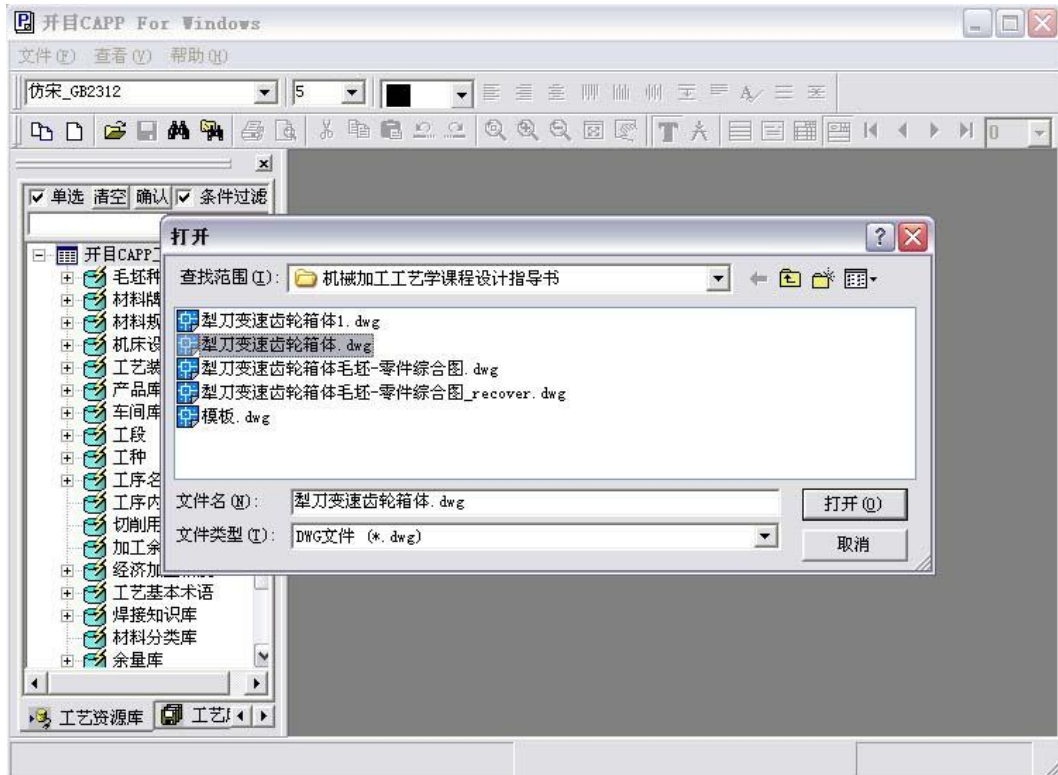 开目CAPP For Windows
文件(F) 查看(V) 帮助(H)
仿宋_GB2312 5
0
单选 清空 确认 条件过滤
打开
查找范围(I): 机械加工工艺学课程设计指导书
犁刀变速齿轮箱体1.dwg
犁刀变速齿轮箱体.dwg
犁刀变速齿轮箱体毛坯-零件综合图.dwg
犁刀变速齿轮箱体毛坯-零件综合图_recover.dwg
模板.dwg
文件名(N): 犁刀变速齿轮箱体.dwg 打开(O)
文件类型(T): DWG文件 (*.dwg) 取消
开目CAPP
毛坯种
材料牌
材料规
机床设
工艺装
产品库
车间库
工段
工种
工序名
工序内
切削用
加工余
经济加
工艺基本术语
焊接知识库
材料分类库
余量库
工艺资源库 工艺